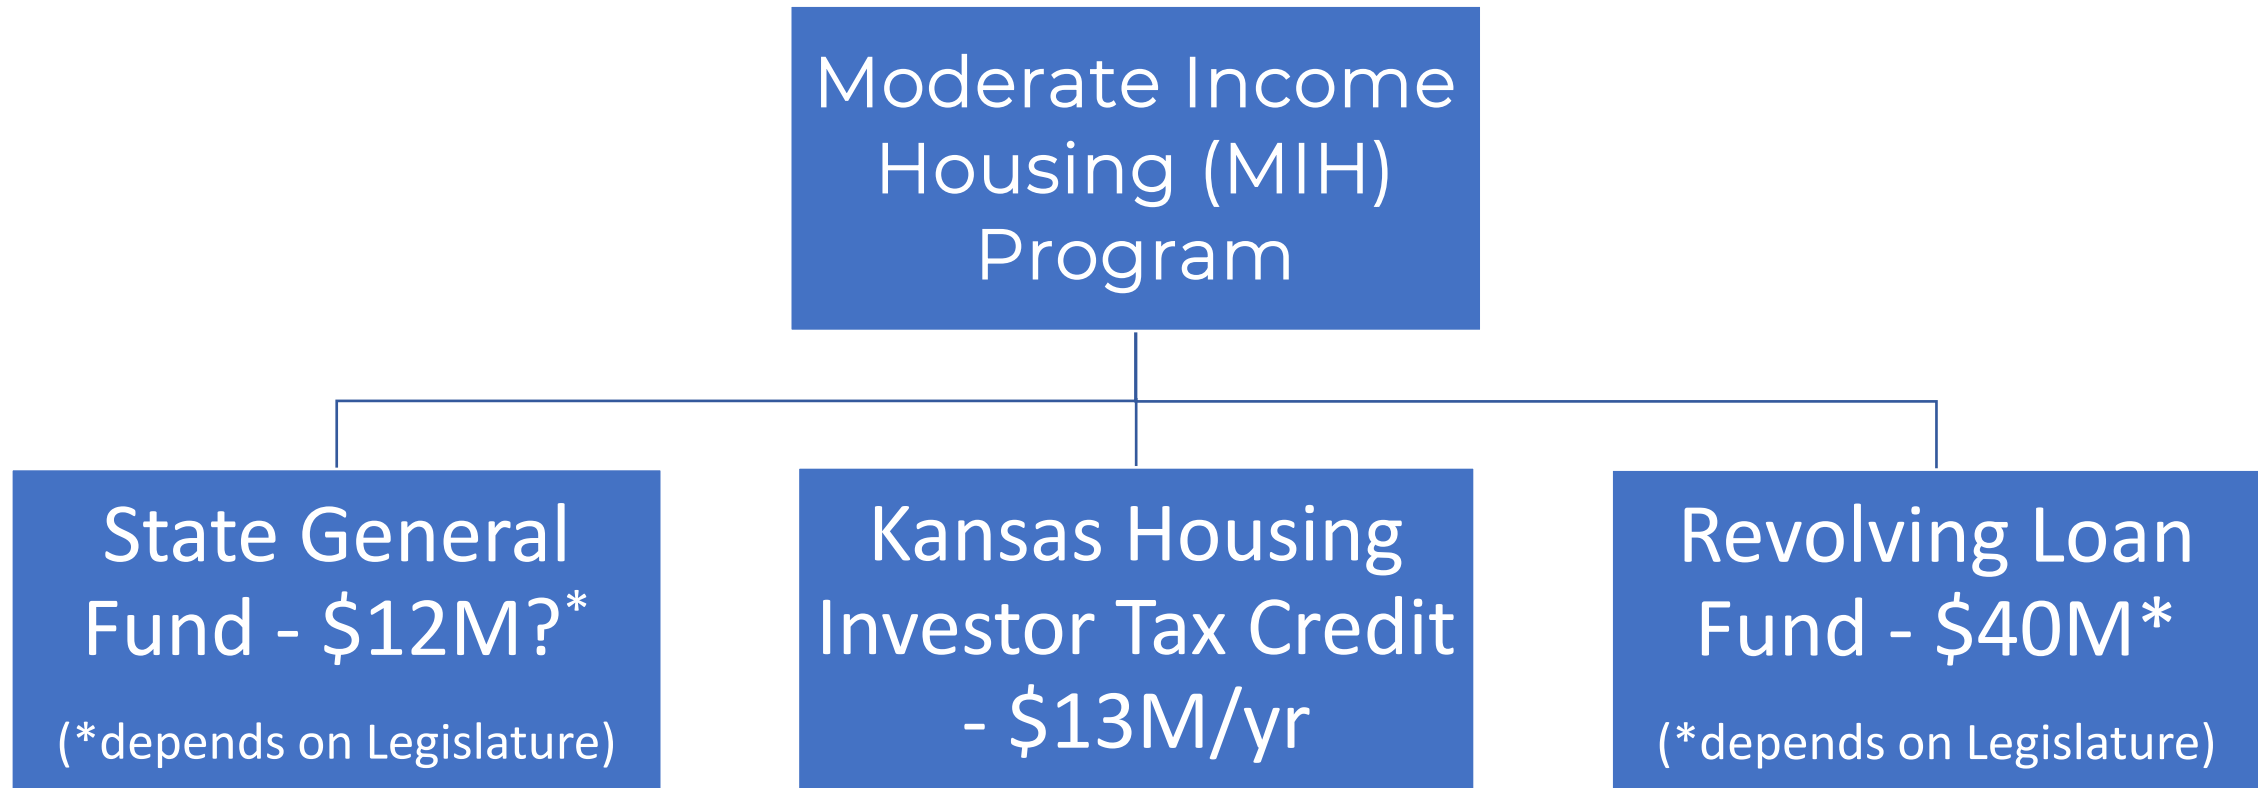 Moderate Income
Housing (MIH)
Program
State General
Fund - $12M?*
(*depends on Legislature)
Kansas Housing
Investor Tax Credit
- $13M/yr
Revolving Loan
Fund - $40M*
(*depends on Legislature)